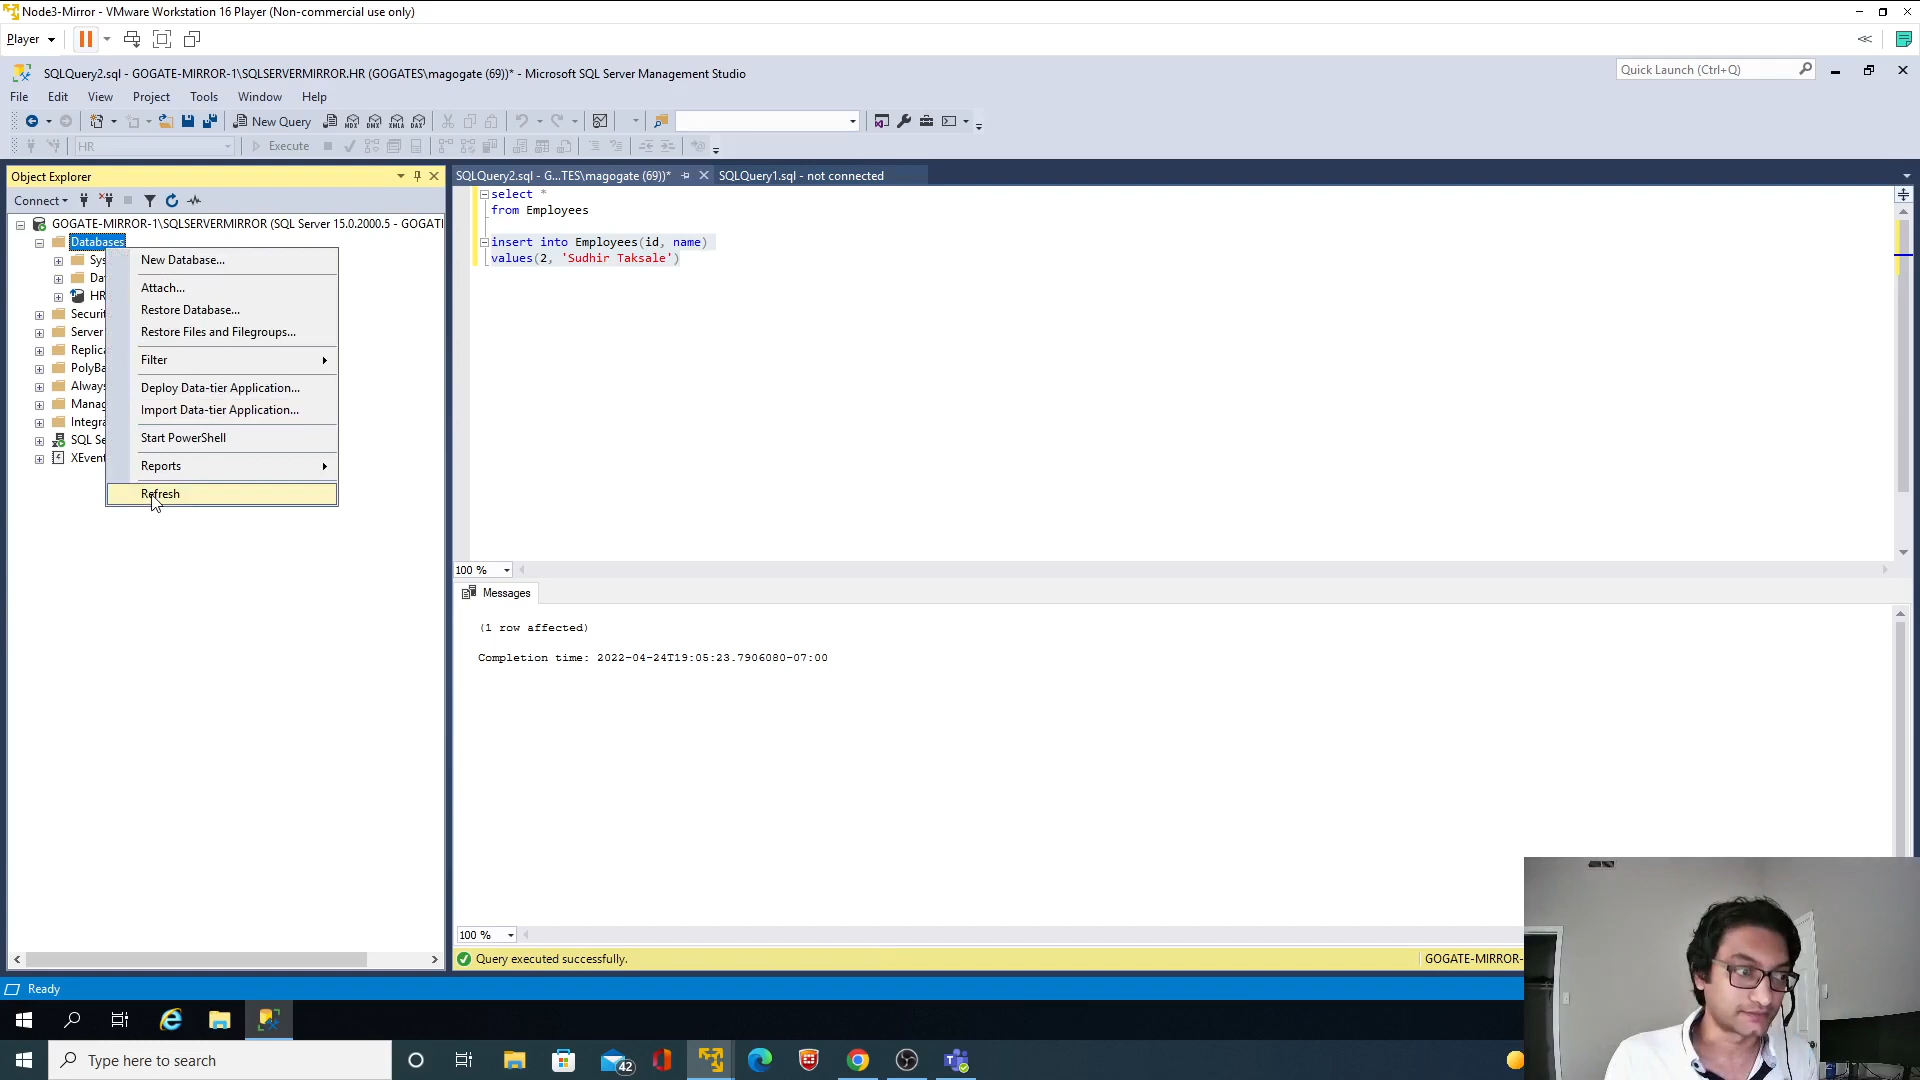 Node3-Mirror - VMware Workstation 16 Player (Non-commercial use only)
Player
SQLQuery2.sql - GOGATE-MIRROR-1\SQLSERVERMIRROR.HR (GOGATES\magogate (69))* - Microsoft SQL Server Management Studio
Quick Launch (Ctrl+Q)
File Edit View Project Tools Window Help
New Query
MDX DMX XMLA DAX
HR
Execute
Object Explorer
SQLQuery2.sql - G...TES\magogate (69))*
SQLQuery1.sql - not connected
Connect
GOGATE-MIRROR-1\SQLSERVERMIRROR (SQL Server 15.0.2000.5 - GOGATE
Databases
Sys
Da
HR
Securit
Server
Replica
PolyBa
Always
Manag
Integra
SQL Se
XEvent
New Database...
Attach...
Restore Database...
Restore Files and Filegroups...
Filter
Deploy Data-tier Application...
Import Data-tier Application...
Start PowerShell
Reports
Refresh
select *
from Employees
insert into Employees(id, name)
values(2, 'Sudhir Taksale')
100 %
Messages
(1 row affected)
Completion time: 2022-04-24T19:05:23.7906080-07:00
100 %
Query executed successfully.
GOGATE-MIRROR-
Ready
Type here to search
42